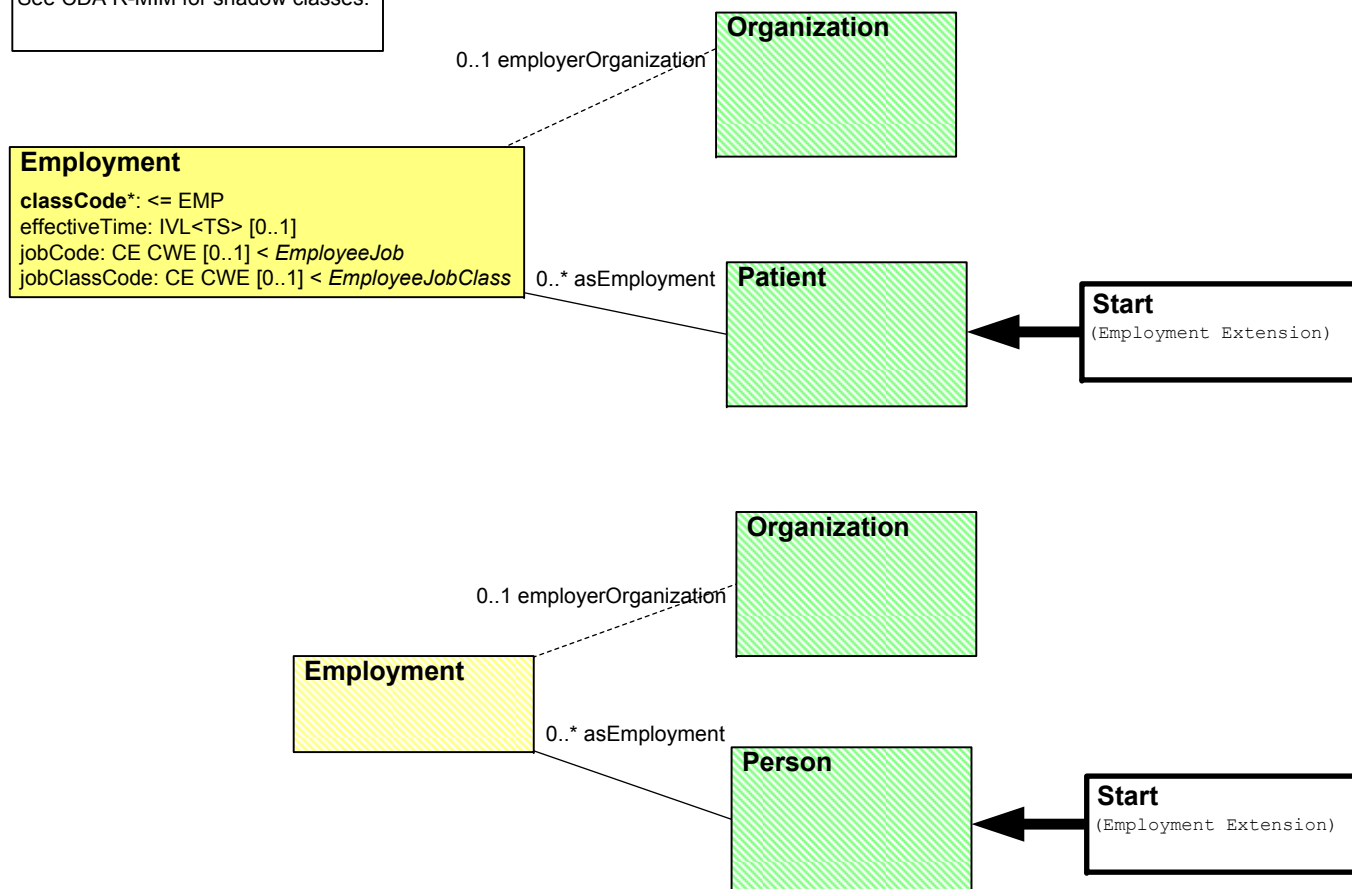 See CDA R-MIM for shadow classes.
Organization
0..1 employerOrganization
Employment
classCode*: <= EMP
effectiveTime: IVL<TS> [0..1]
jobCode: CE CWE [0..1] < EmployeeJob
jobClassCode: CE CWE [0..1] < EmployeeJobClass
0..* asEmployment
Patient
Start
(Employment Extension)
Organization
0..1 employerOrganization
Employment
0..* asEmployment
Person
Start
(Employment Extension)